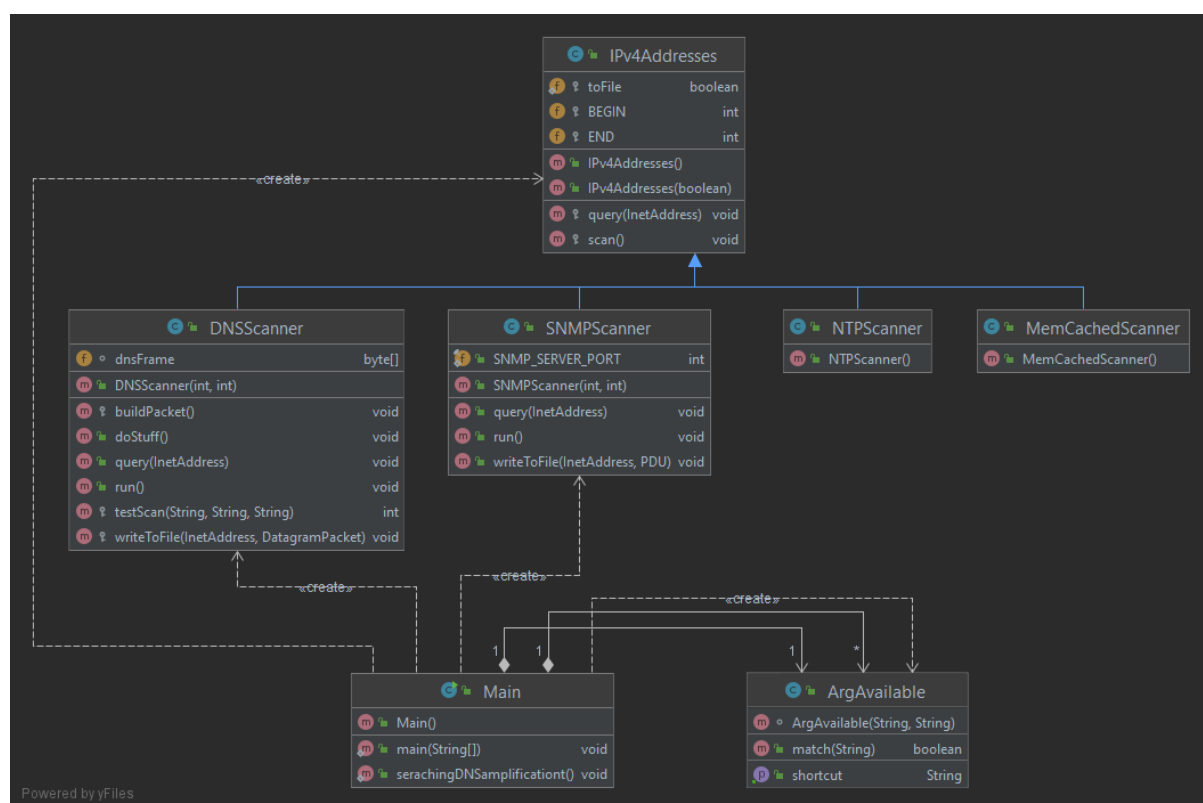 IPv4Addresses
toFile boolean
BEGIN int
END int
IPv4Addresses()
IPv4Addresses(boolean)
query(InetAddress) void
scan() void
«create»
DNSScanner
dnsFrame byte[]
DNSScanner(int, int)
buildPacket() void
doStuff() void
query(InetAddress) void
run() void
testScan(String, String, String) int
writeToFile(InetAddress, DatagramPacket) void
SNMPScanner
SNMP_SERVER_PORT int
SNMPScanner(int, int)
query(InetAddress) void
run() void
writeToFile(InetAddress, PDU) void
NTPScanner
NTPScanner()
MemCachedScanner
MemCachedScanner()
«create»
«create»
«create»
1 1 1 *
Main
Main()
main(String[]) void
serachingDNSamplificationt() void
ArgAvailable
ArgAvailable(String, String)
match(String) boolean
shortcut String
Powered by yFiles